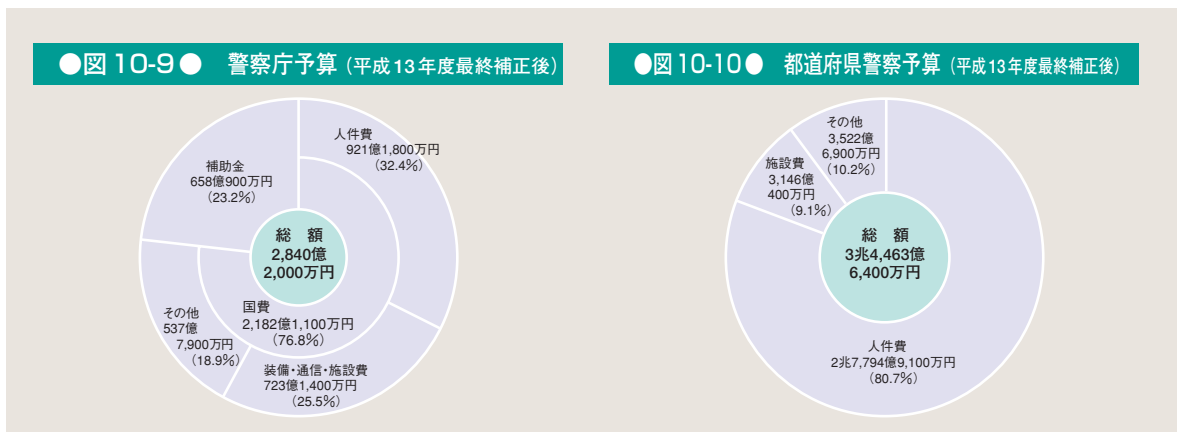 ●図10-9● 警察庁予算(平成13年度最終補正後)
人件費
921億1,800万円
(32.4%)
補助金
658億900万円
(23.2%)
総 額
2,840億
2,000万円
国費
2,182億1,100万円
(76.8%)
その他
537億
7,900万円
(18.9%)
装備・通信・施設費
723億1,400万円
(25.5%)
●図10-10● 都道府県警察予算(平成13年度最終補正後)
その他
3,522億
6,900万円
(10.2%)
施設費
3,146億
400万円
(9.1%)
総 額
3兆4,463億
6,400万円
人件費
2兆7,794億9,100万円
(80.7%)